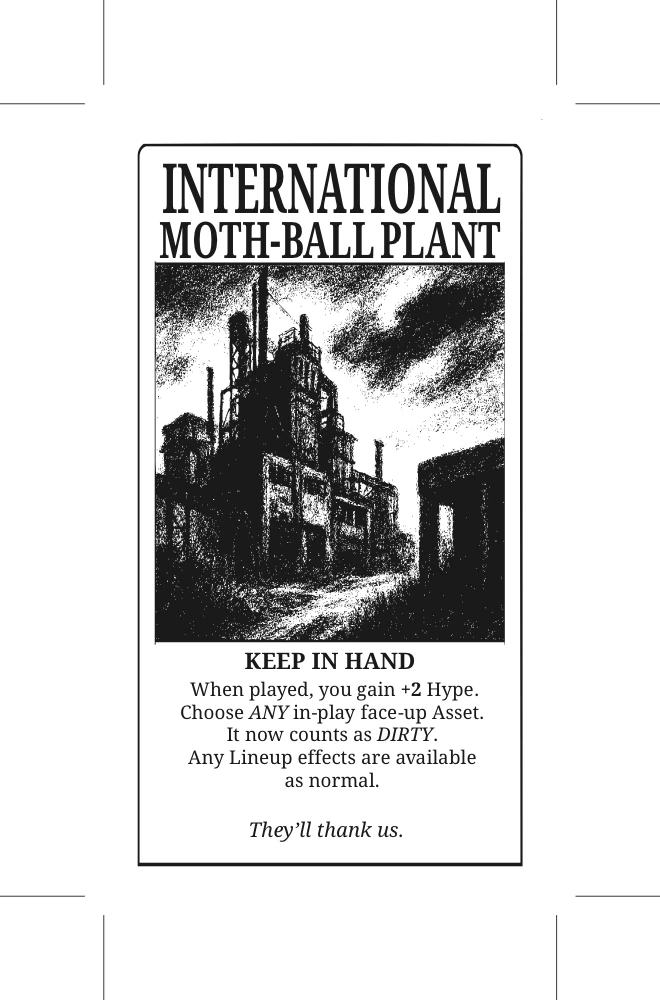 INTERNATIONAL
MOTH-BALL PLANT
KEEP IN HAND
When played, you gain +2 Hype.
Choose ANY in-play face-up Asset.
It now counts as DIRTY.
Any Lineup effects are available
as normal.
They’ll thank us.